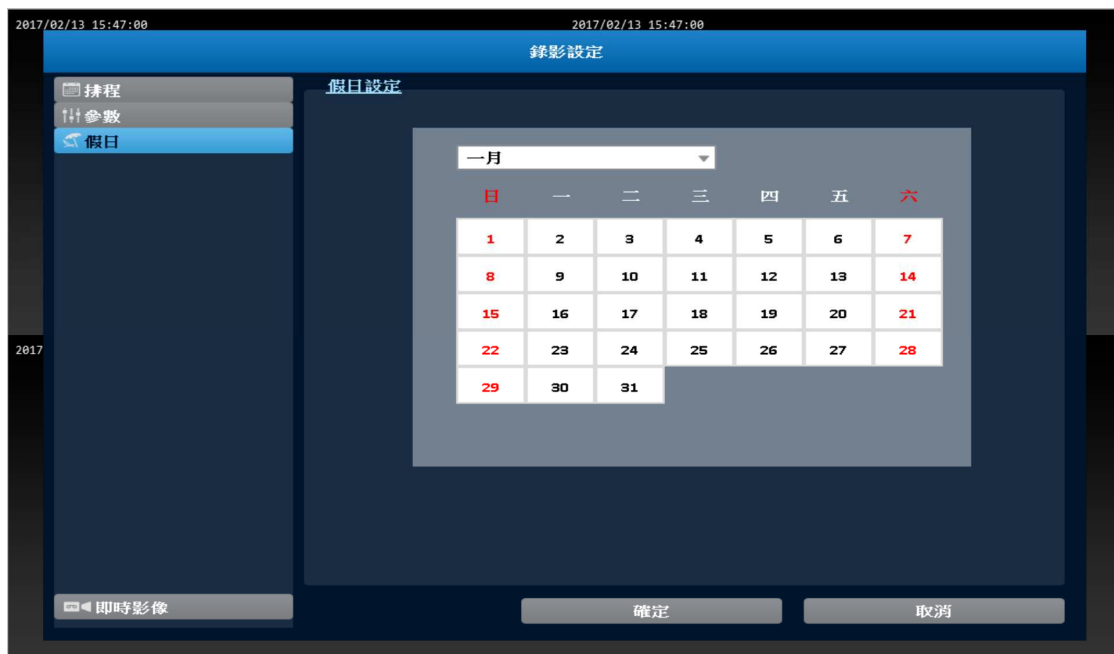 2017/02/13 15:47:00 2017/02/13 15:47:00
錄影設定
排程
參數
假日
假日設定
一月
日 一 二 三 四 五 六
1 2 3 4 5 6 7
8 9 10 11 12 13 14
15 16 17 18 19 20 21
22 23 24 25 26 27 28
29 30 31
2017
即時影像
確定 取消